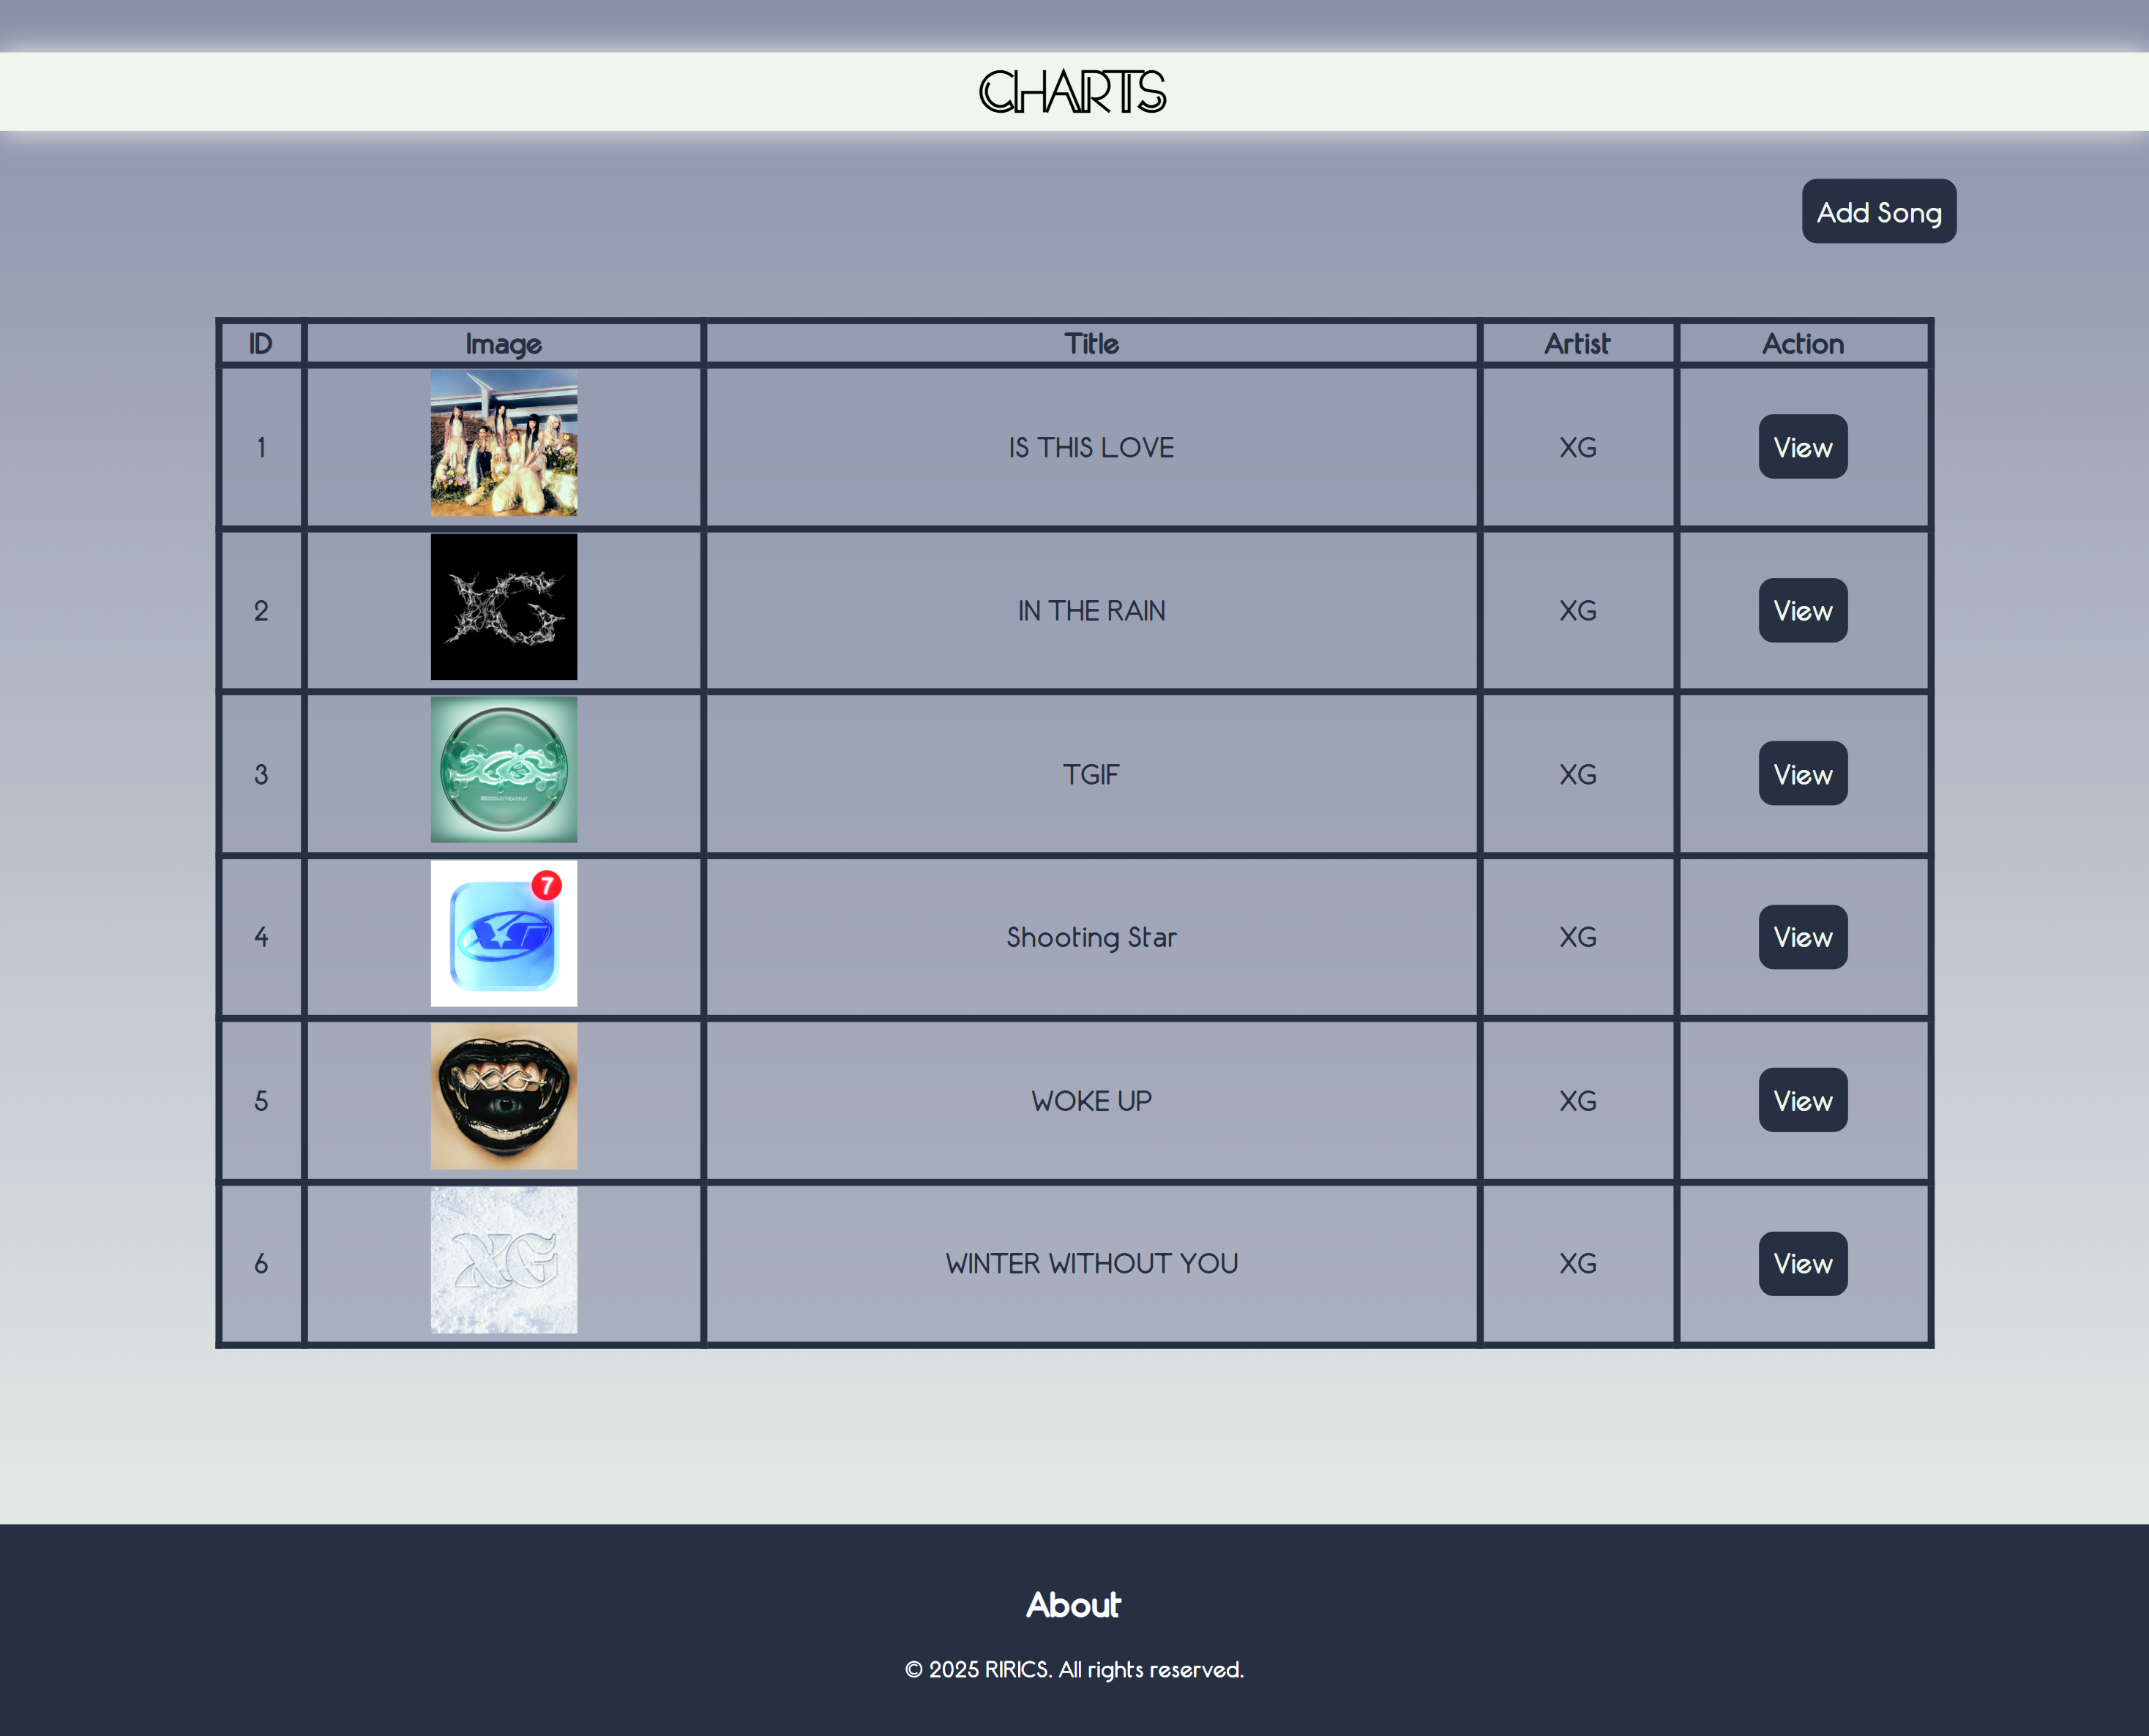 CHARTS
Add Song
ID Image Title Artist Action
1 IS THIS LOVE XG View
2 XG IN THE RAIN XG View
3 TGIF XG View
4 7 Shooting Star XG View
5 XG WOKE UP XG View
6 XG WINTER WITHOUT YOU XG View
About
© 2025 RIRICS. All rights reserved.